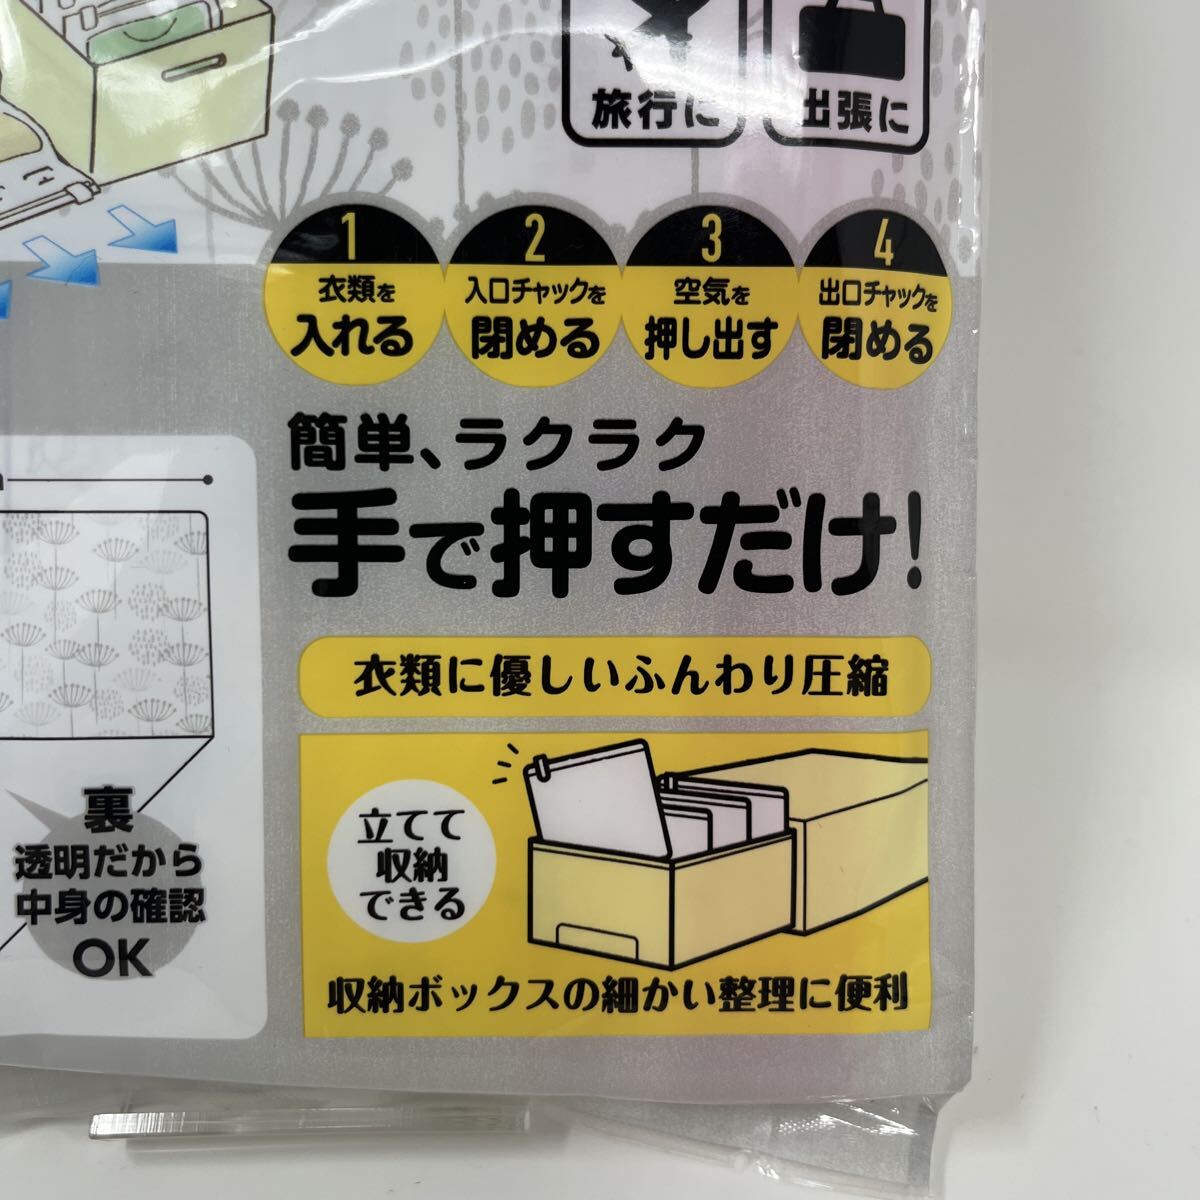 旅行に
出張に
1
衣類を
入れる
2
入口チャックを
閉める
3
空気を
押し出す
4
出口チャックを
閉める
簡単、ラクラク
手で押すだけ!
衣類に優しいふんわり圧縮
裏
透明だから
中身の確認
OK
立てて
収納
できる
収納ボックスの細かい整理に便利